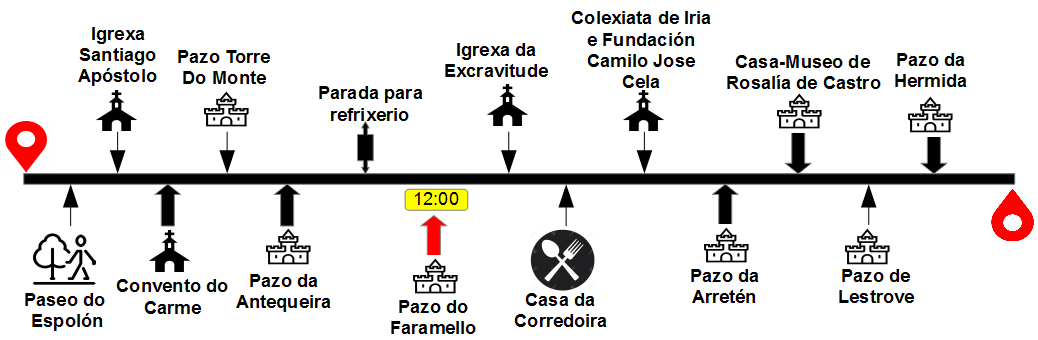 Igrexa
Santiago
Apóstolo
Pazo Torre
Do Monte
Parada para
refrixerio
Igrexa da
Excravitude
Colexiata de Iria
e Fundación
Camilo Jose
Cela
Casa-Museo de
Rosalía de Castro
Pazo da
Hermida
12:00
Paseo do
Espolón
Convento do
Carme
Pazo da
Antequeira
Pazo do
Faramello
Casa da
Corredoira
Pazo da
Arretén
Pazo de
Lestrove